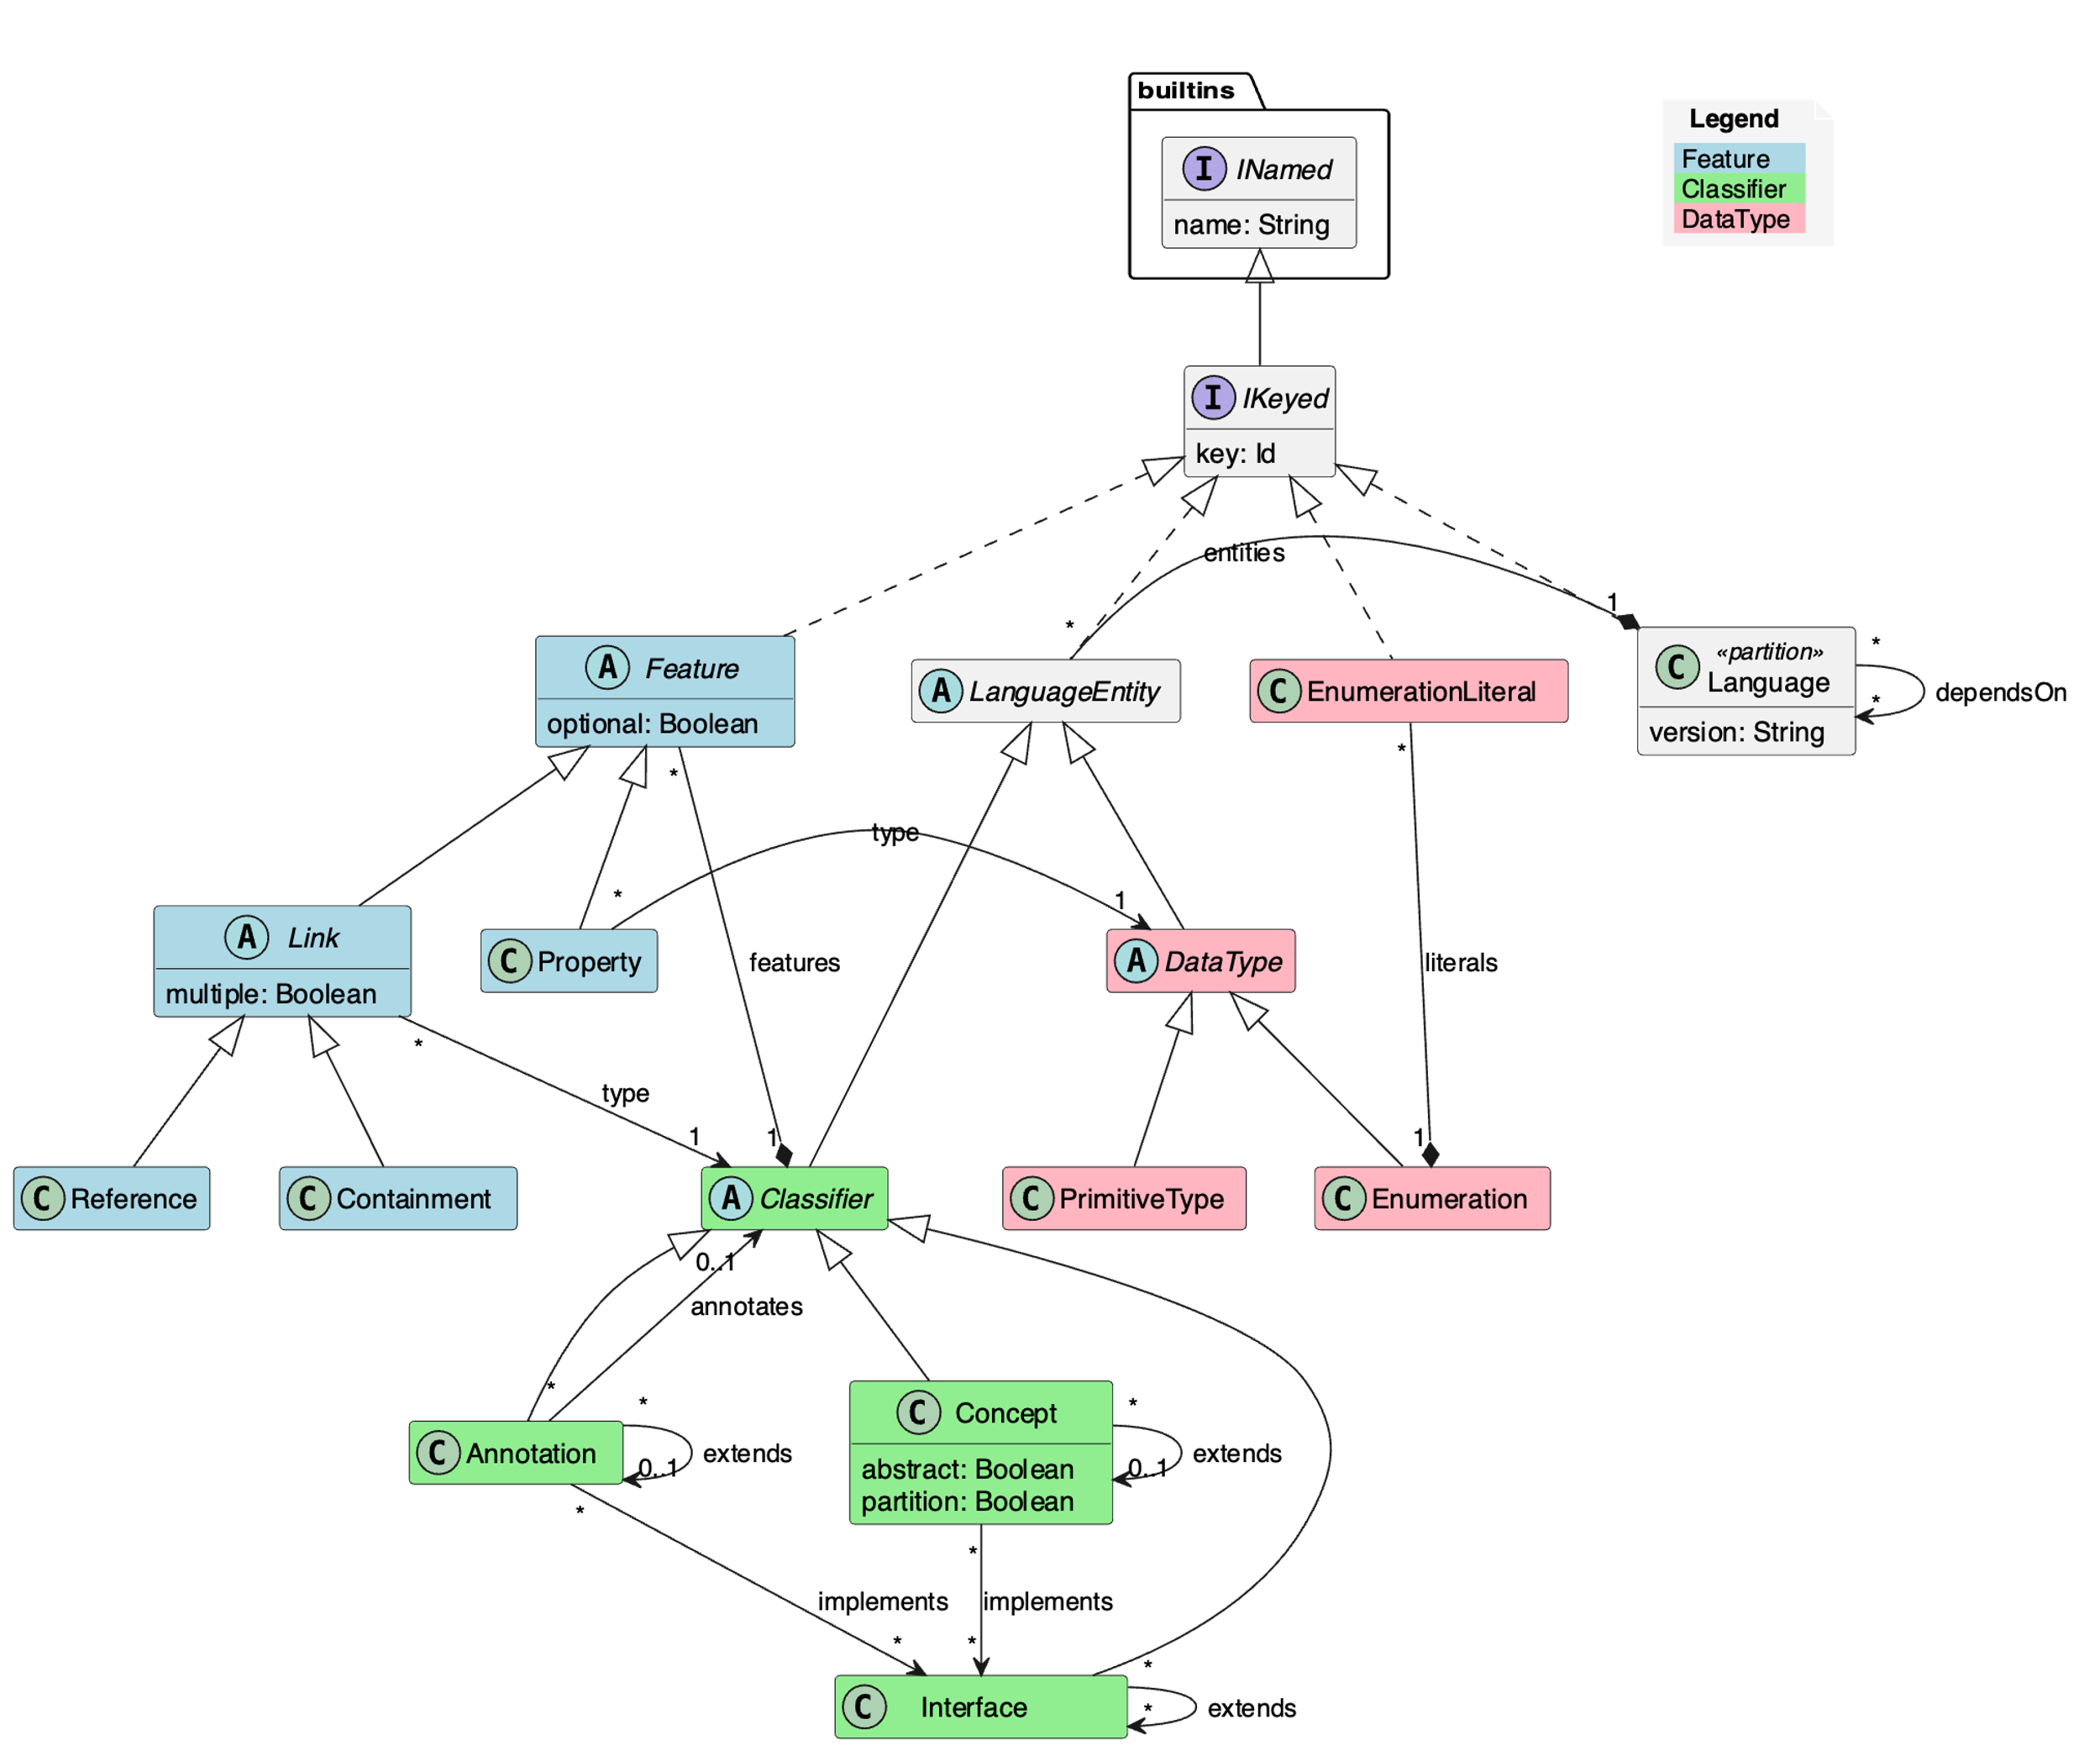 builtins
I INamed
name: String
Legend
Feature
Classifier
DataType
I IKeyed
key: Id
entities
1
*
A Feature
optional: Boolean
A LanguageEntity
C EnumerationLiteral
«partition»
C Language
version: String
*
*
dependsOn
*
*
type
*
1
A Link
multiple: Boolean
C Property
features
A DataType
literals
*
type
1
1
1
C Reference
C Containment
A Classifier
C PrimitiveType
C Enumeration
0..1
annotates
*
*
C Annotation
0..1
extends
C Concept
abstract: Boolean
partition: Boolean
*
0..1
extends
*
*
implements
implements
*
*
C Interface
*
*
extends